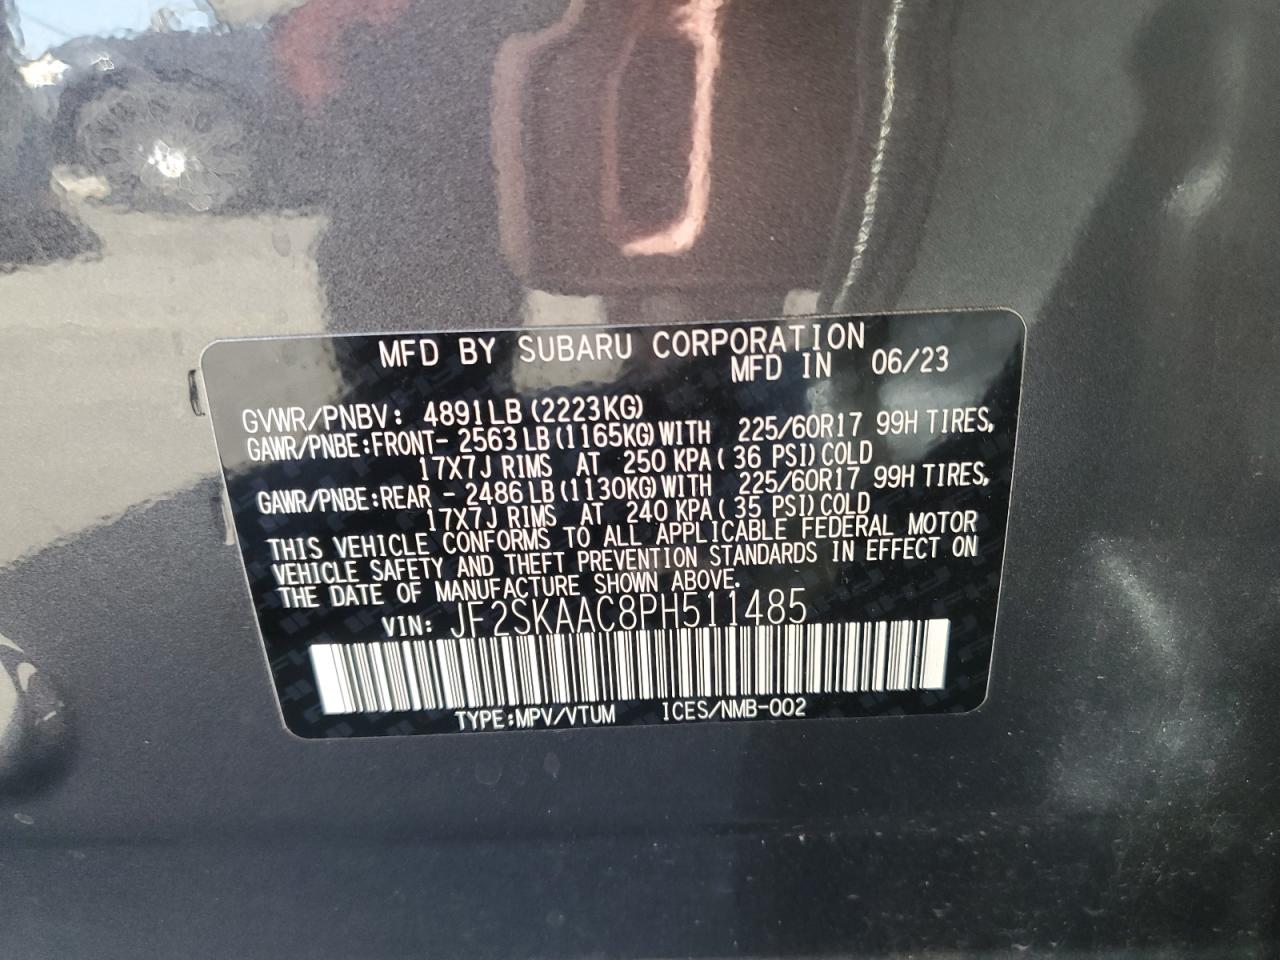 MFD BY SUBARU CORPORATION
MFD IN 06/23
GVWR/PNBV: 4891LB(2223KG)
GAWR/PNBE:FRONT- 2563LB(1165KG)WITH 225/60R17 99H TIRES,
17X7J RIMS AT 250 KPA(36 PSI)COLD
GAWR/PNBE:REAR - 2486LB(1130KG)WITH 225/60R17 99H TIRES,
17X7J RIMS AT 240 KPA(35 PSI)COLD
THIS VEHICLE CONFORMS TO ALL APPLICABLE FEDERAL MOTOR
VEHICLE SAFETY AND THEFT PREVENTION STANDARDS IN EFFECT ON
THE DATE OF MANUFACTURE SHOWN ABOVE.
VIN: JF2SKAAC8PH511485
TYPE:MPV/VTUM ICES/NMB-002